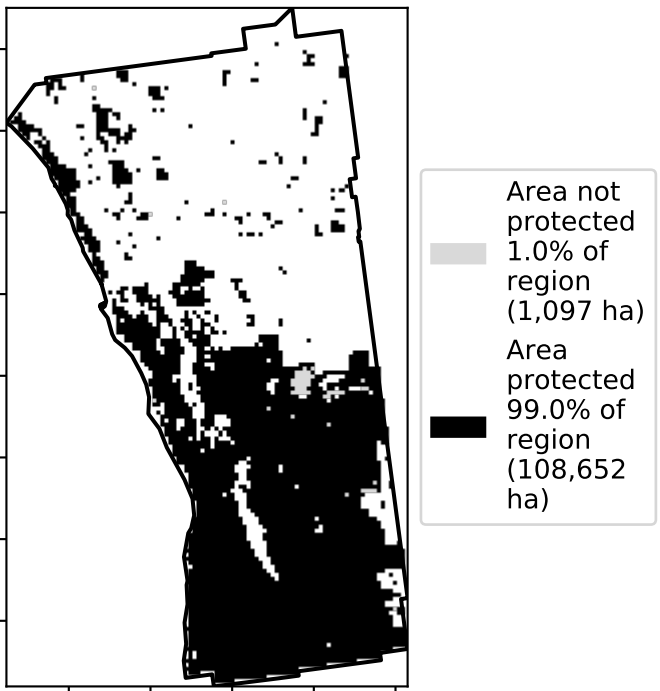 Area not
protected
1.0% of
region
(1,097 ha)
Area
protected
99.0% of
region
(108,652
ha)